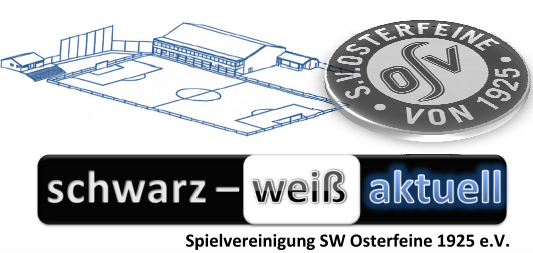 S.V.OSTERFEINE
OSV
• VON 1925 •
schwarz – weiß aktuell
Spielvereinigung SW Osterfeine 1925 e.V.